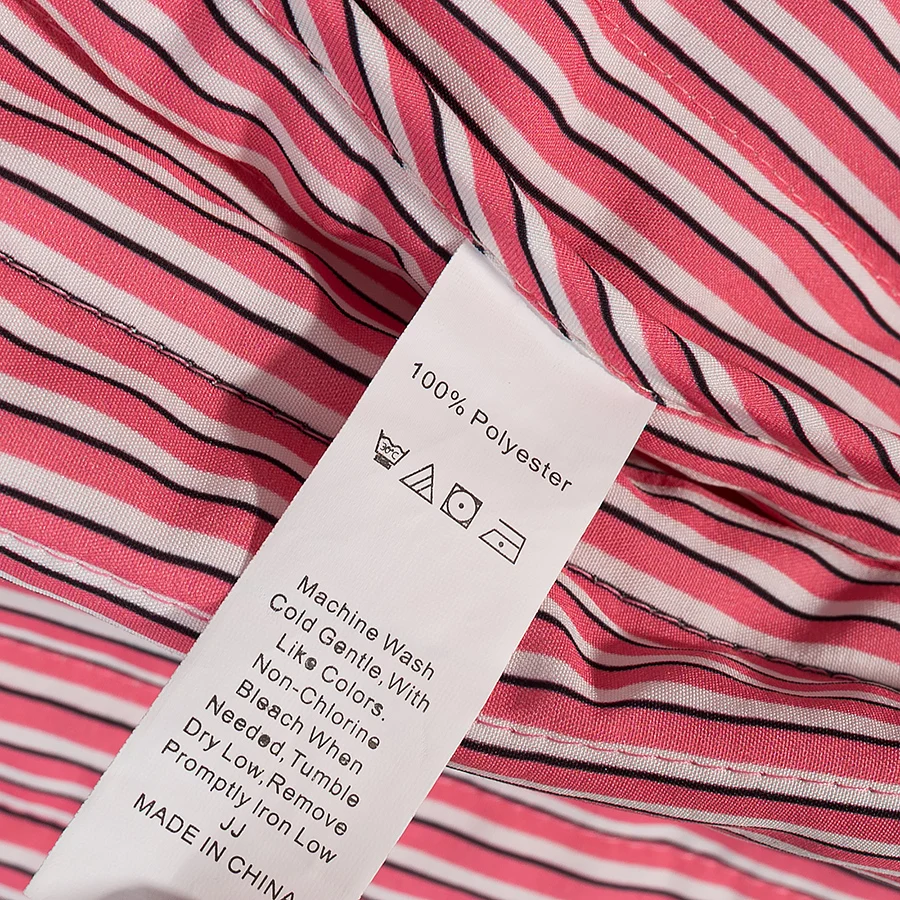 100% Polyester
30°C
Machine Wash
Cold Gentle, With
Like Colors.
Non-Chlorine
Bleach When
Needed, Tumble
Dry Low, Remove
Promptly Iron Low
JJ
MADE IN CHINA